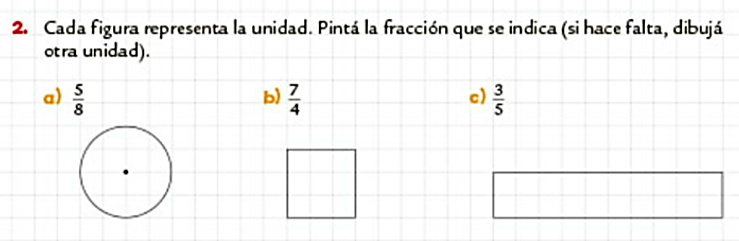 2. Cada figura representa la unidad. Pintá la fracción que se indica (si hace falta, dibujá
otra unidad).
a) 5/8 b) 7/4 c) 3/5